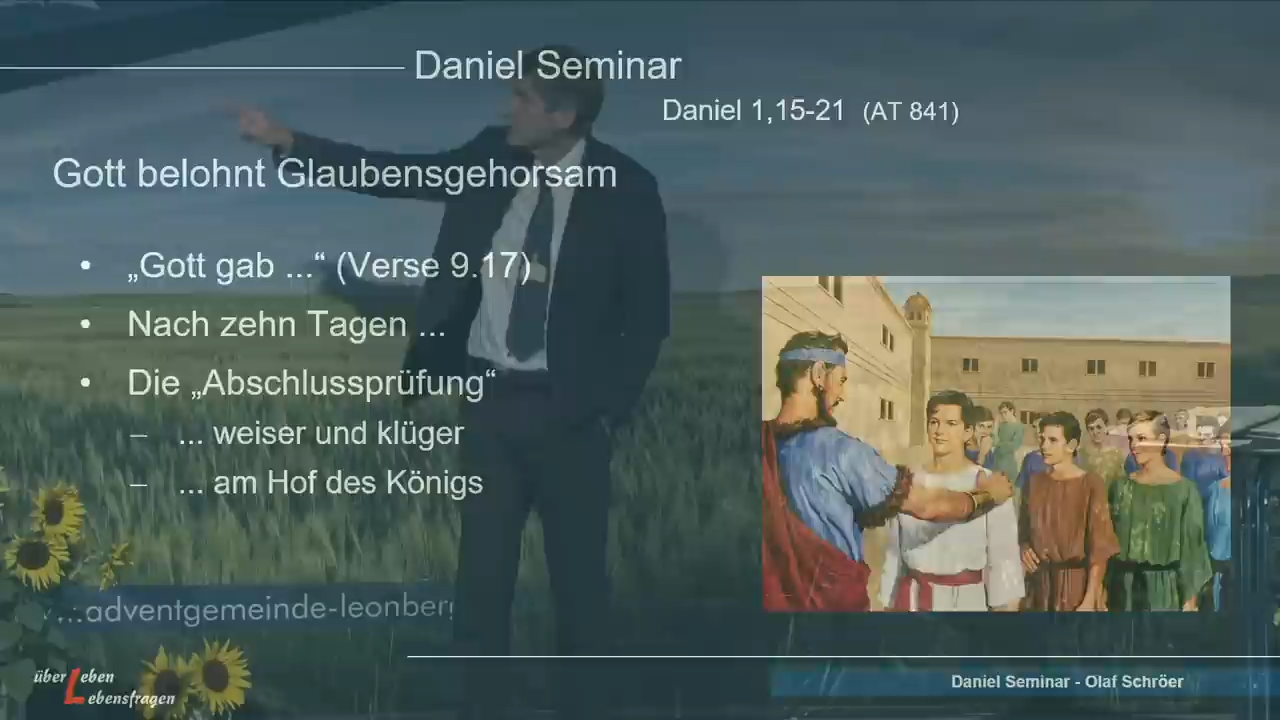 Daniel Seminar
Daniel 1,15-21 (AT 841)
Gott belohnt Glaubensgehorsam
• „Gott gab ...“ (Verse 9.17)
• Nach zehn Tagen ...
• Die „Abschlussprüfung“
– ... weiser und klüger
– ... am Hof des Königs
...adventgemeinde-leonberg
über Leben
Lebensfragen
Daniel Seminar - Olaf Schröer